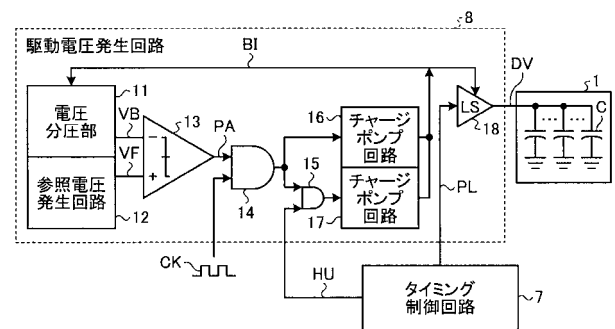 8
駆動電圧発生回路
BI
DV
1
11
電圧
分圧部
VB
13
PA
16
チャージ
ポンプ
回路
LS
18
C
VF
参照電圧
発生回路
12
14
15
チャージ
ポンプ
回路
17
PL
CK
HU
タイミング
制御回路
7